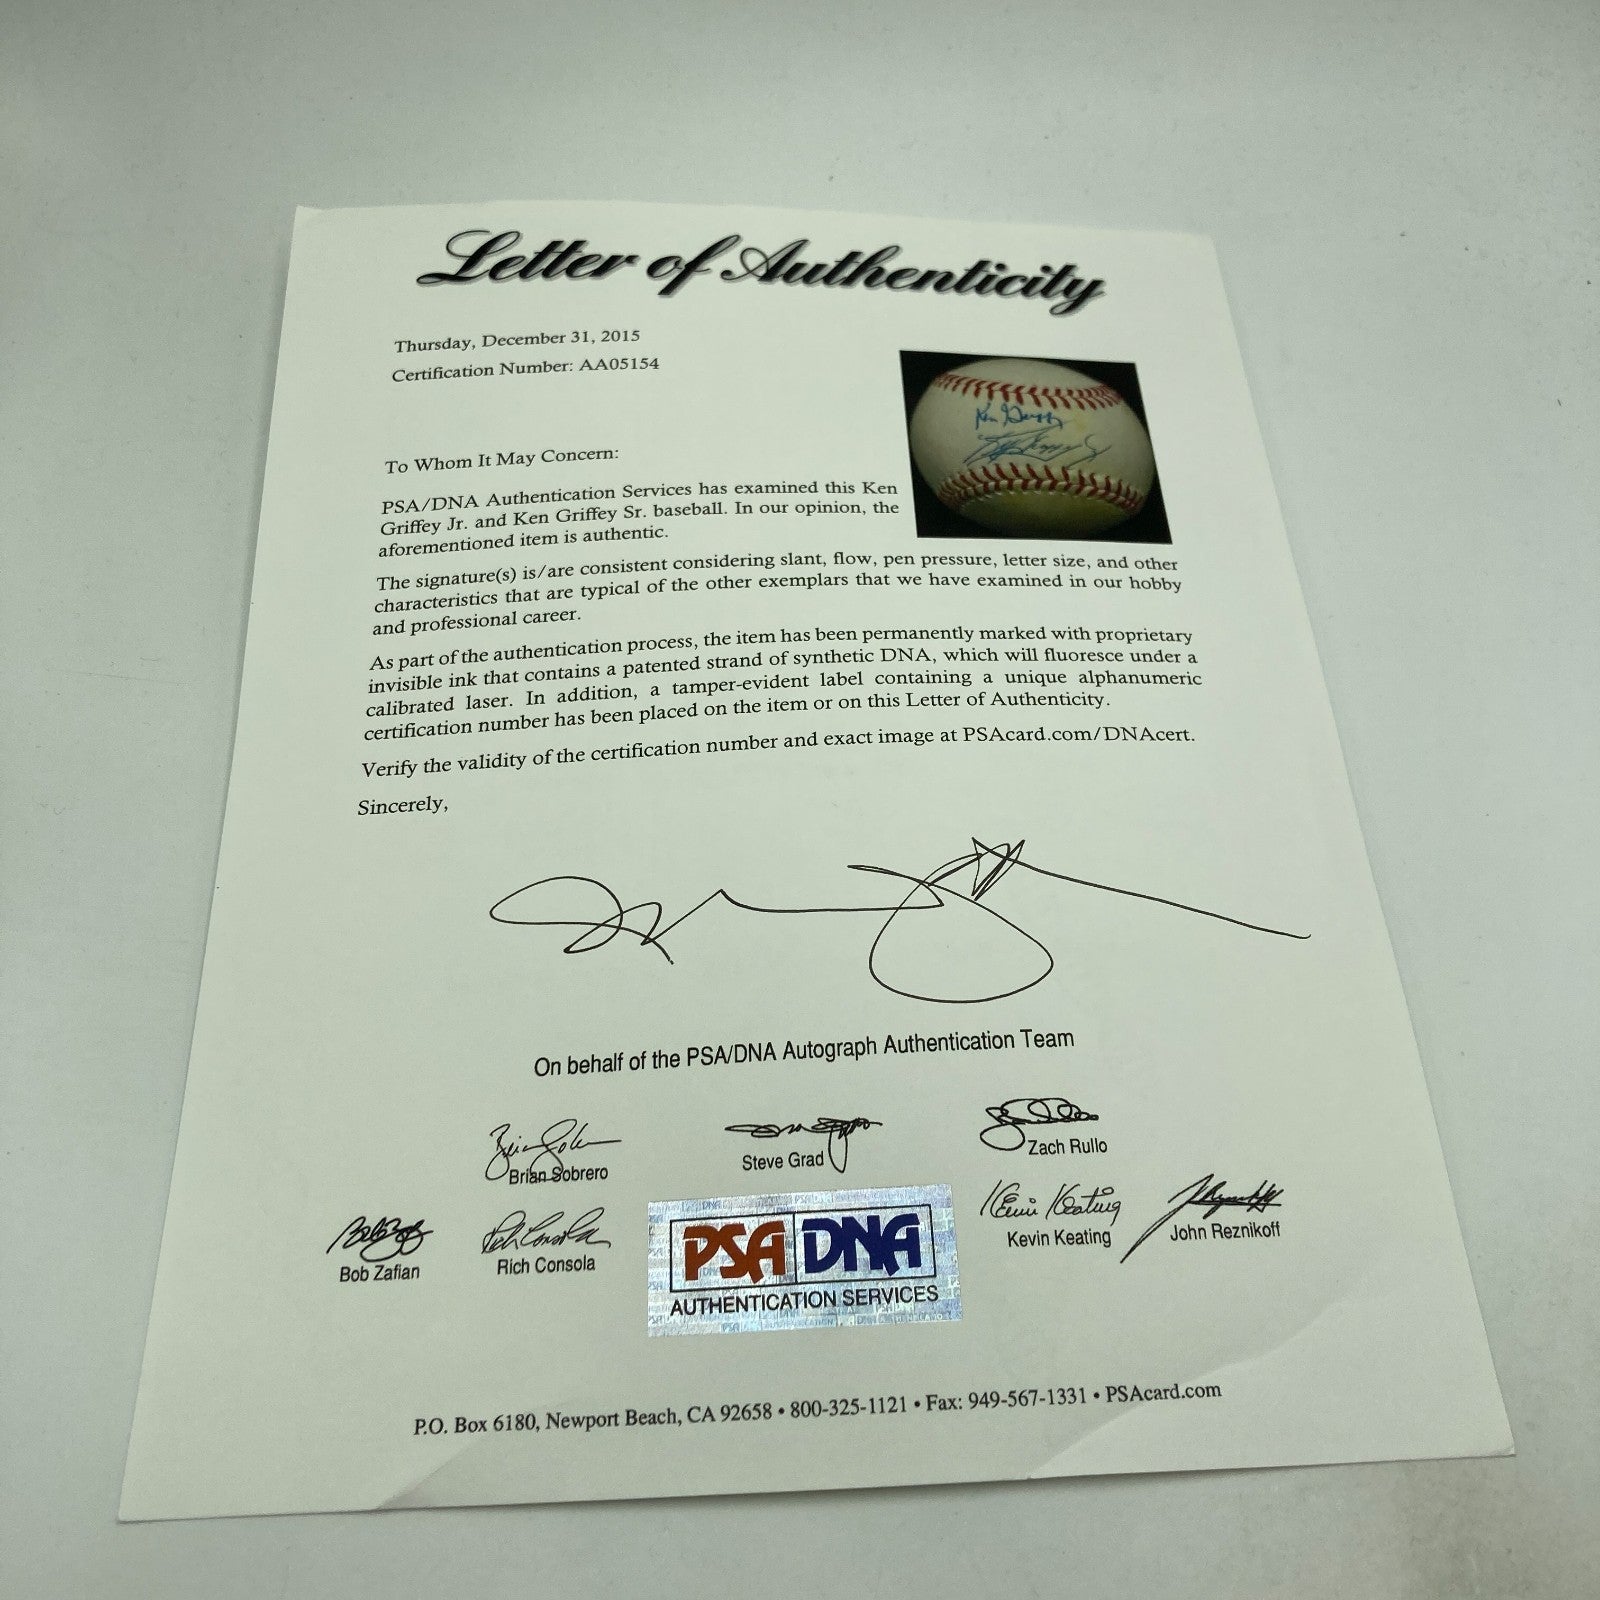 Letter of Authenticity
Thursday, December 31, 2015
Certification Number: AA05154
To Whom It May Concern:
PSA/DNA Authentication Services has examined this Ken
Griffey Jr. and Ken Griffey Sr. baseball. In our opinion, the
aforementioned item is authentic.
The signature(s) is/are consistent considering slant, flow, pen pressure, letter size, and other
characteristics that are typical of the other exemplars that we have examined in our hobby
and professional career.
As part of the authentication process, the item has been permanently marked with proprietary
invisible ink that contains a patented strand of synthetic DNA, which will fluoresce under a
calibrated laser. In addition, a tamper-evident label containing a unique alphanumeric
certification number has been placed on the item or on this Letter of Authenticity.
Verify the validity of the certification number and exact image at PSAcard.com/DNAcert.
Sincerely,
On behalf of the PSA/DNA Autograph Authentication Team
Brian Sobrero
Steve Grad
Zach Rullo
Bob Zafian
Rich Consola
Kevin Keating
Kevin Keating
John Reznikoff
PSA DNA
AUTHENTICATION SERVICES
P.O. Box 6180, Newport Beach, CA 92658 • 800-325-1121 • Fax: 949-567-1331 • PSAcard.com